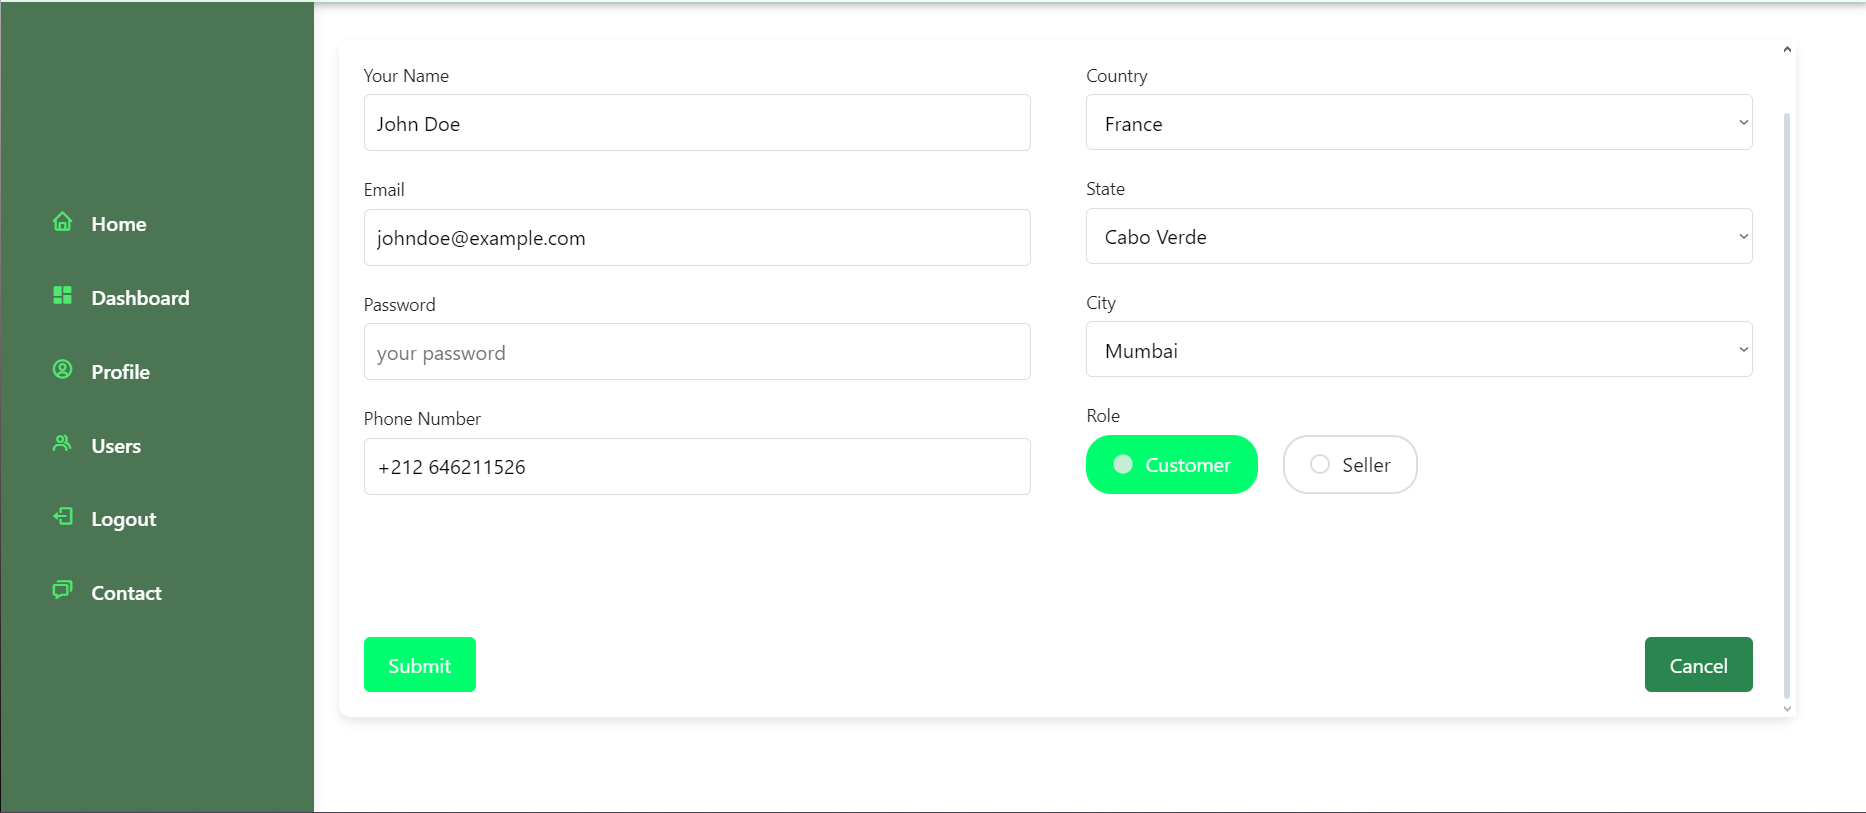 Home
Dashboard
Profile
Users
Logout
Contact
Your Name
John Doe
Email
johndoe@example.com
Password
your password
Phone Number
+212 646211526
Country
France
State
Cabo Verde
City
Mumbai
Role
Customer
Seller
Submit
Cancel